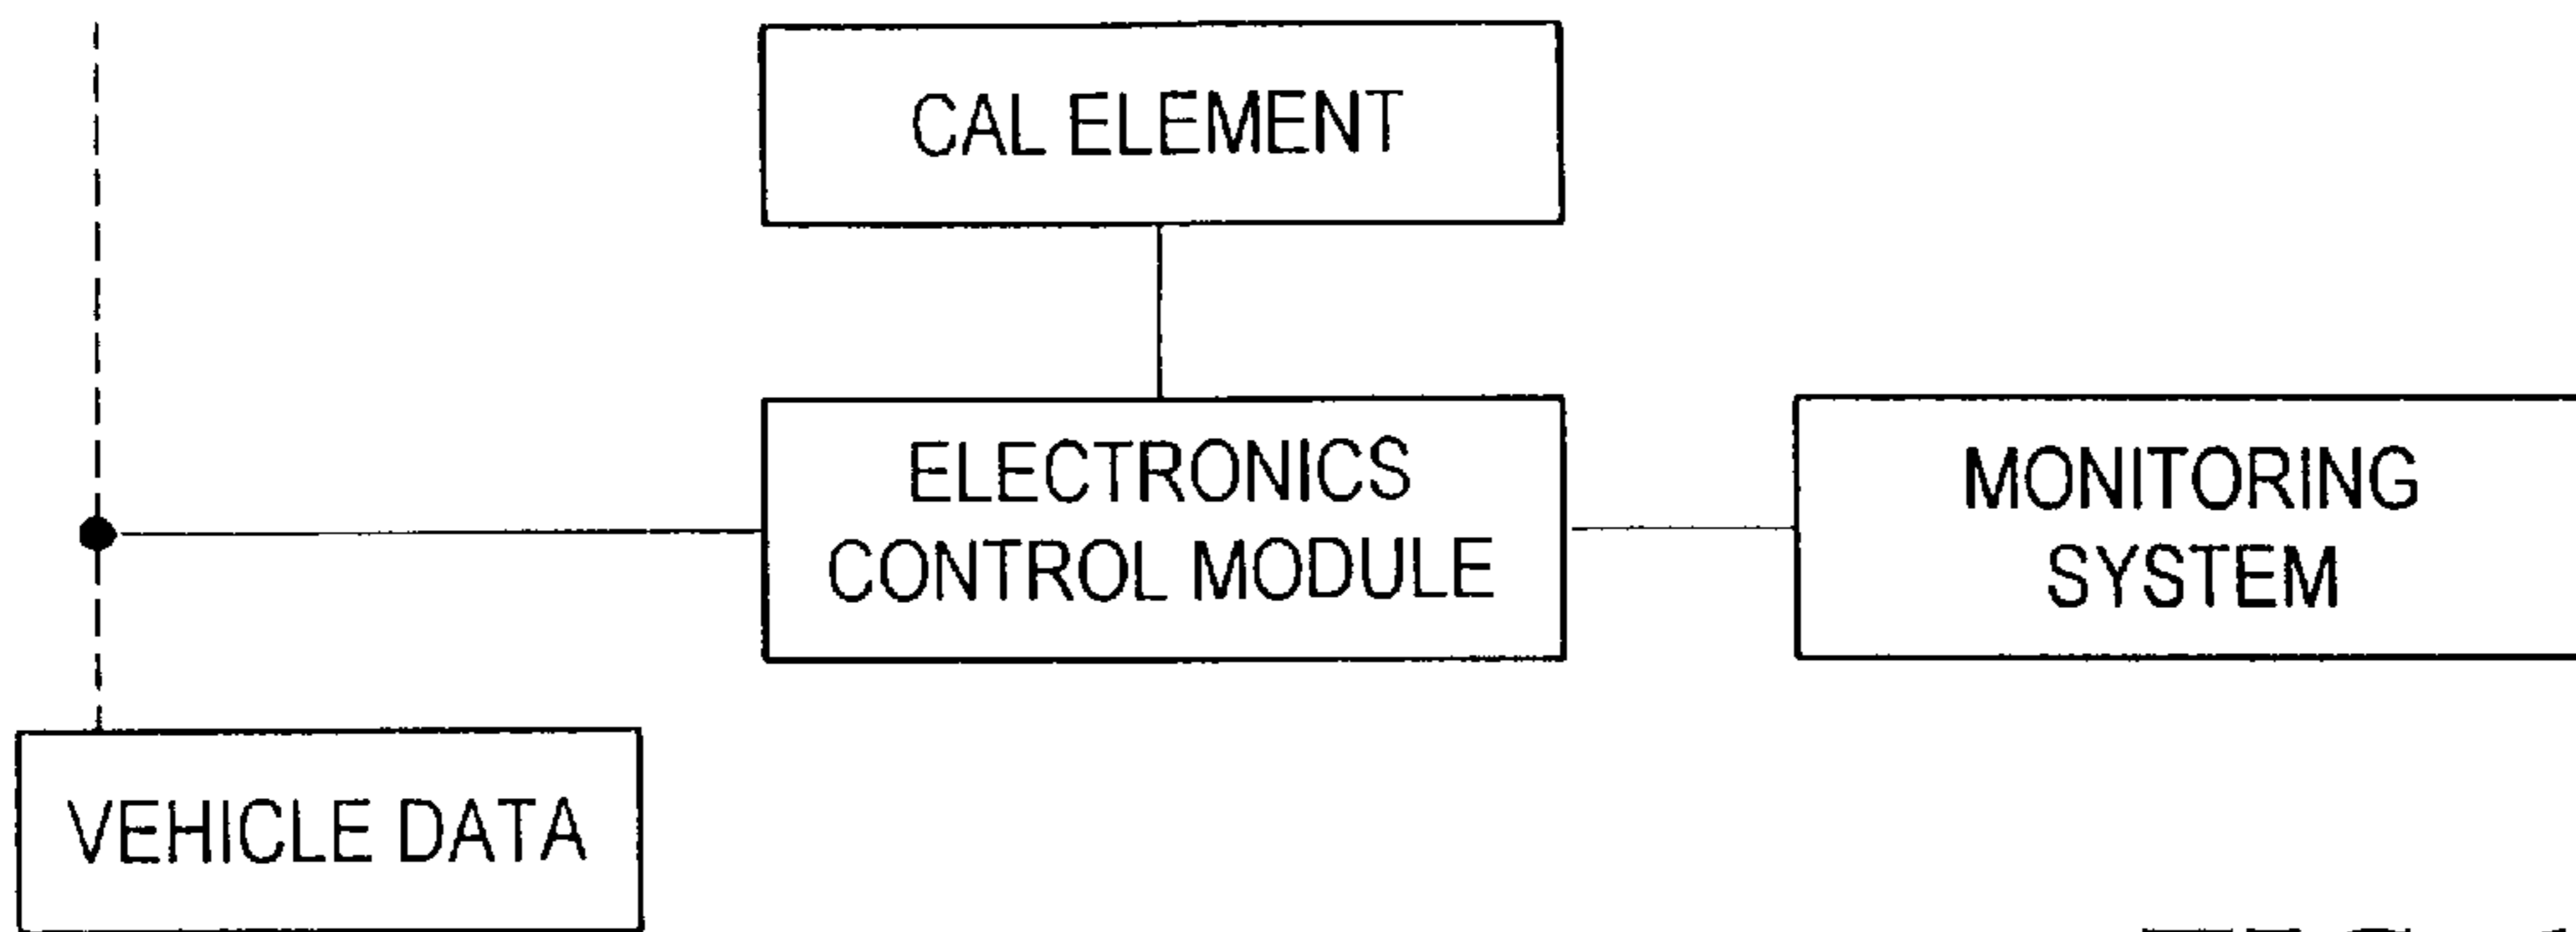 CAL ELEMENT
ELECTRONICS
CONTROL MODULE
MONITORING
SYSTEM
VEHICLE DATA